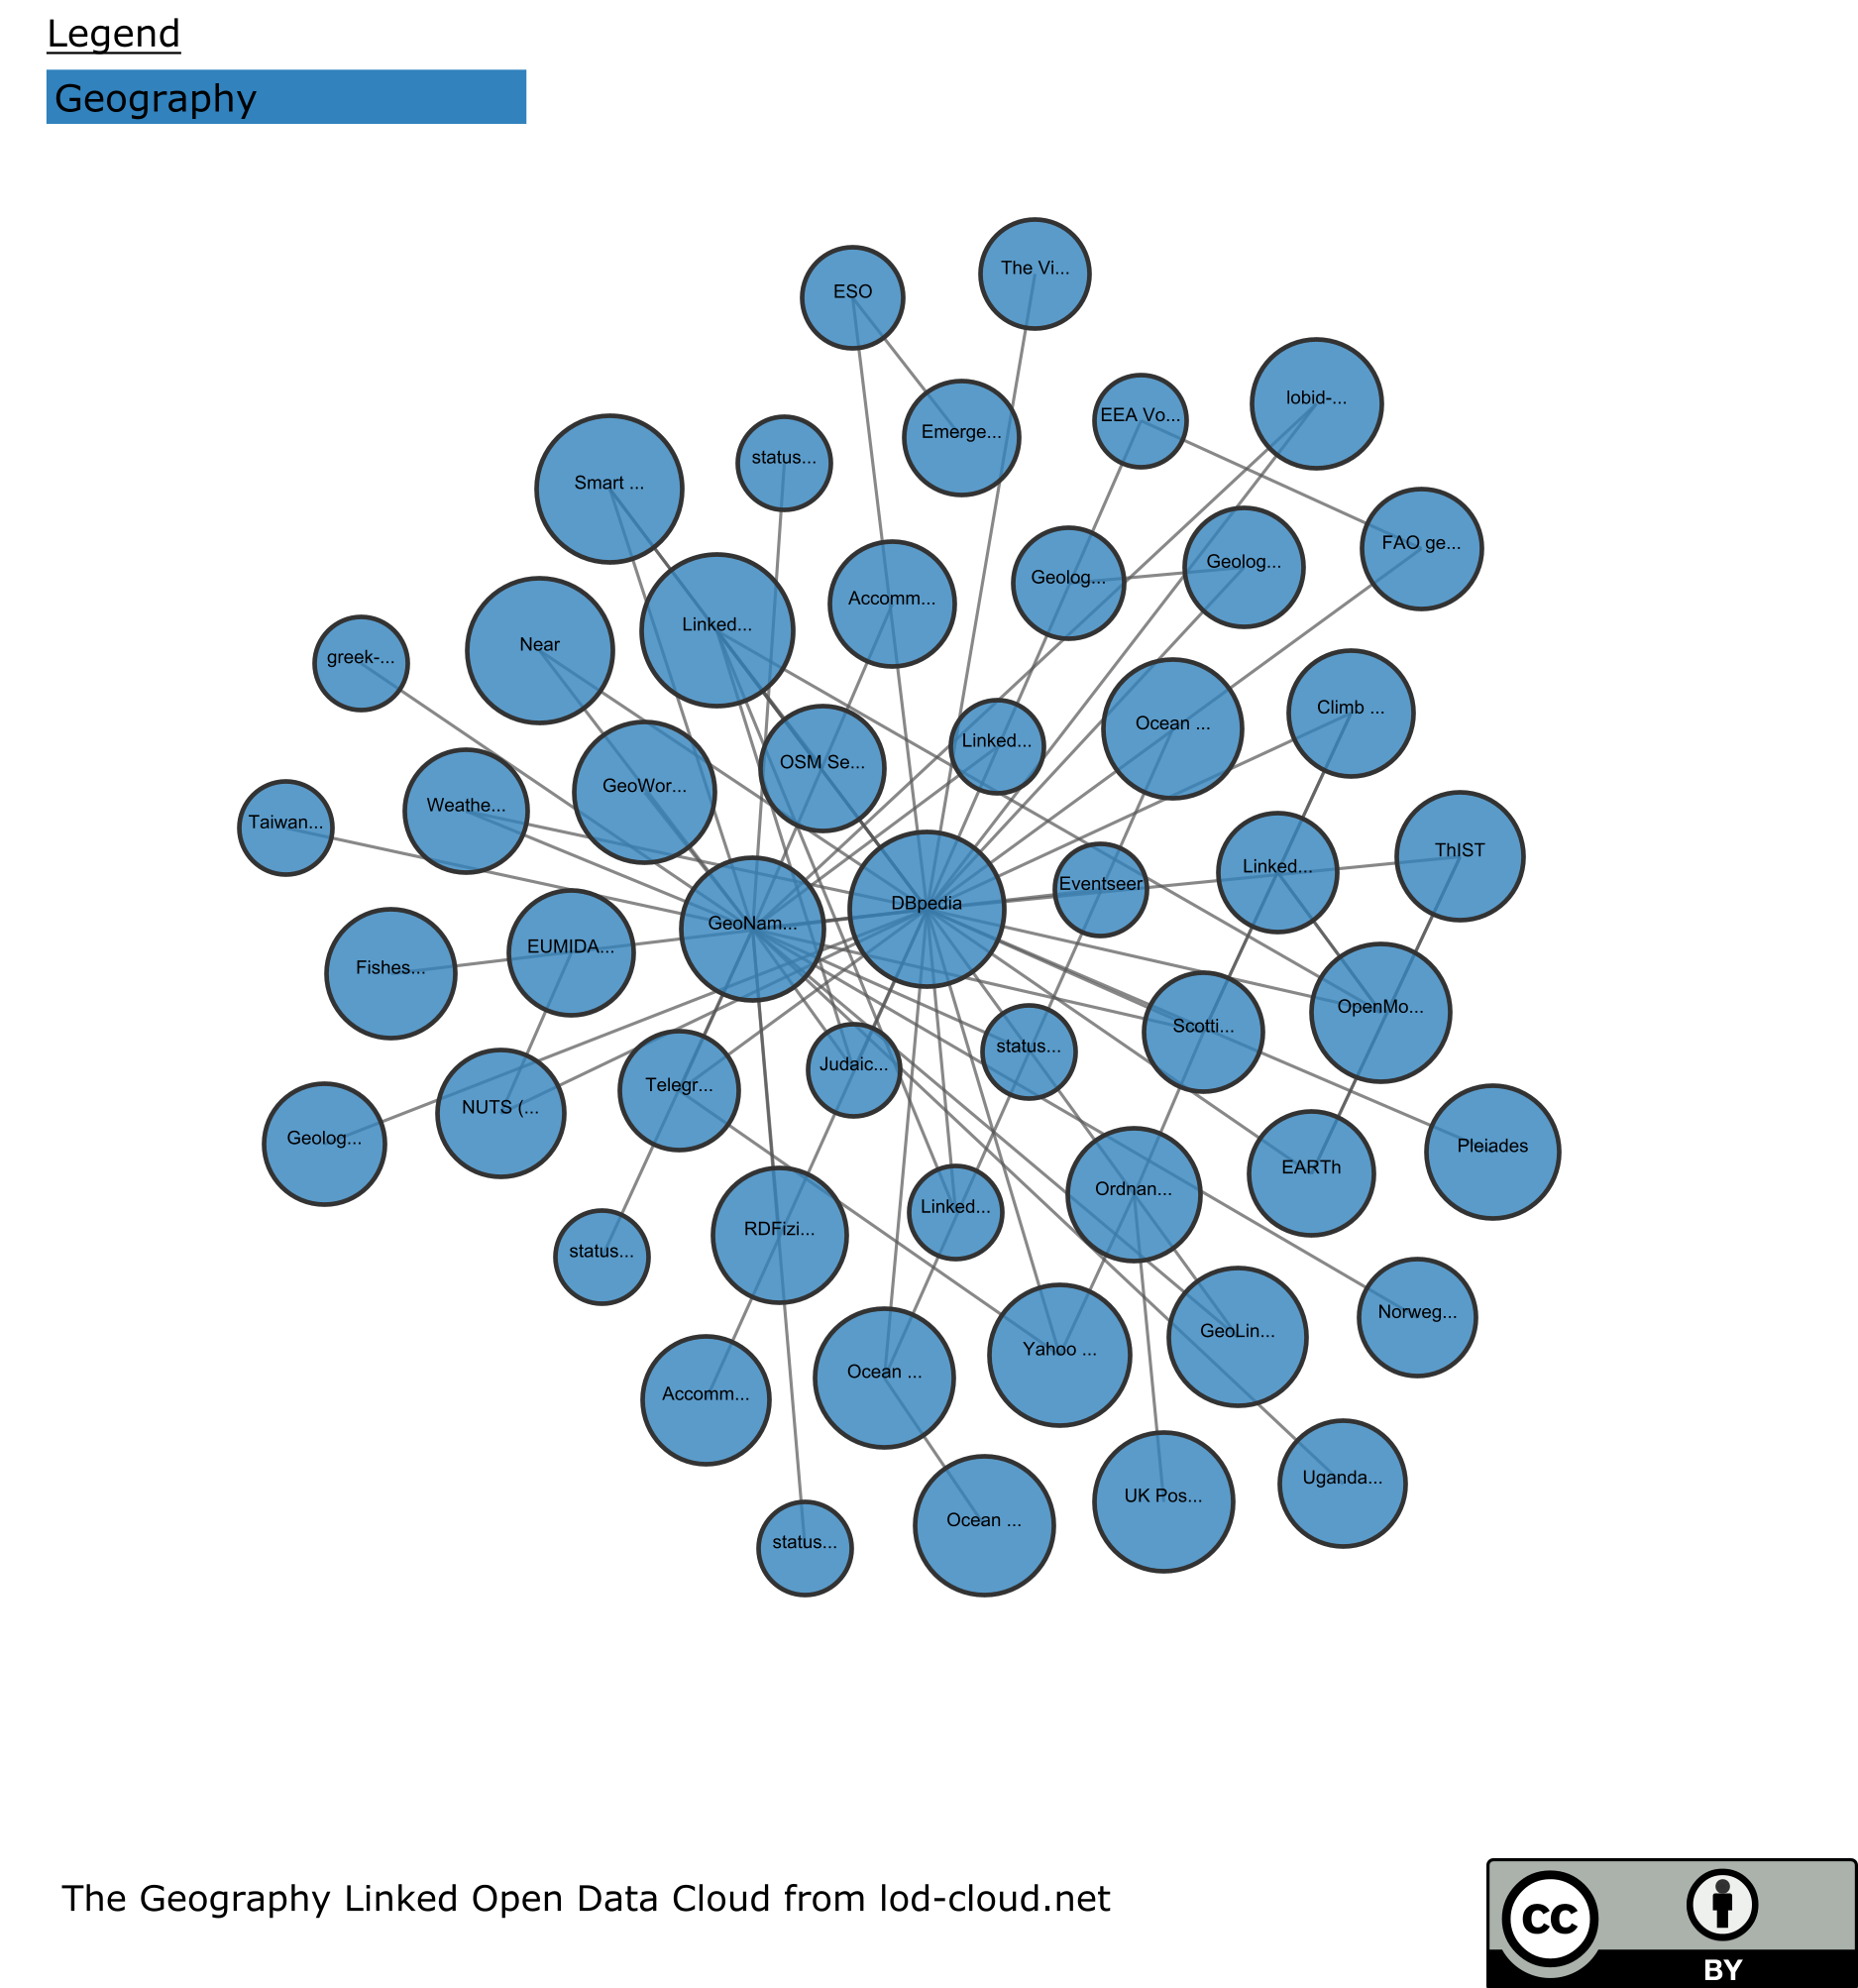 Legend
Geography
The Vi...
ESO
lobid-...
EEA Vo...
Emerge...
status...
Smart ...
FAO ge...
Geolog...
Geolog...
Accomm...
Linked...
Near
greek-...
Climb ...
Ocean ...
Linked...
OSM Se...
GeoWor...
Weathe...
Taiwan...
ThIST
Linked...
Eventseer
DBpedia
GeoNam...
EUMIDA...
Fishes...
OpenMo...
Scotti...
status...
Judaic...
Telegr...
NUTS (...
Geolog...
Pleiades
EARTh
Ordnan...
Linked...
RDFizi...
status...
Norweg...
GeoLin...
Yahoo ...
Ocean ...
Accomm...
Uganda...
UK Pos...
Ocean ...
status...
The Geography Linked Open Data Cloud from lod-cloud.net
cc
BY